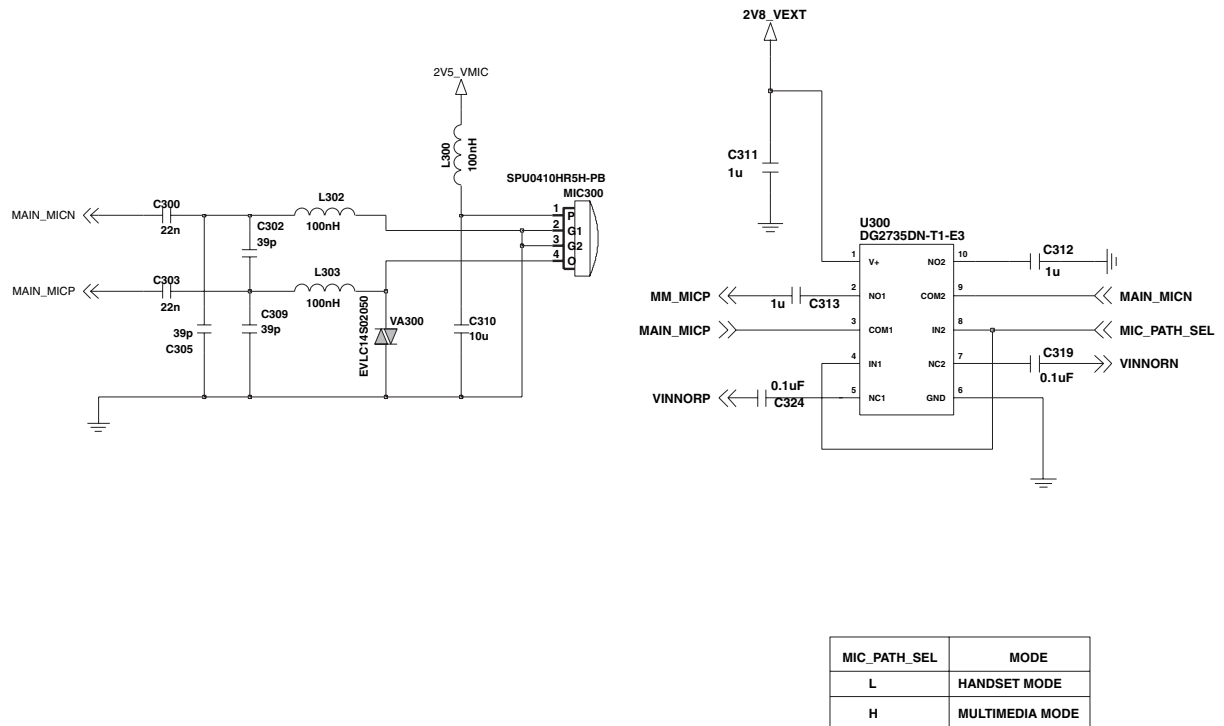 2V5_VMIC
L300
100nH
SPU0410HR5H-PB
MIC300
1 P
2 G1
3 G2
4 O
MAIN_MICN
C300
22n
C302
39p
L302
100nH
MAIN_MICP
C303
22n
L303
100nH
39p
C305
C309
39p
EVLC14S02050
VA300
C310
10u
2V8_VEXT
C311
1u
U300
DG2735DN-T1-E3
1 V+ NO2 10
C312
1u
MM_MICP
1u C313
2 NO1 COM2 9
MAIN_MICN
MAIN_MICP
3 COM1 IN2 8
MIC_PATH_SEL
4 IN1 NC2 7
C319
0.1uF
VINNORN
VINNORP
0.1uF
C324
5 NC1 GND 6
MIC_PATH_SEL MODE
L HANDSET MODE
H MULTIMEDIA MODE